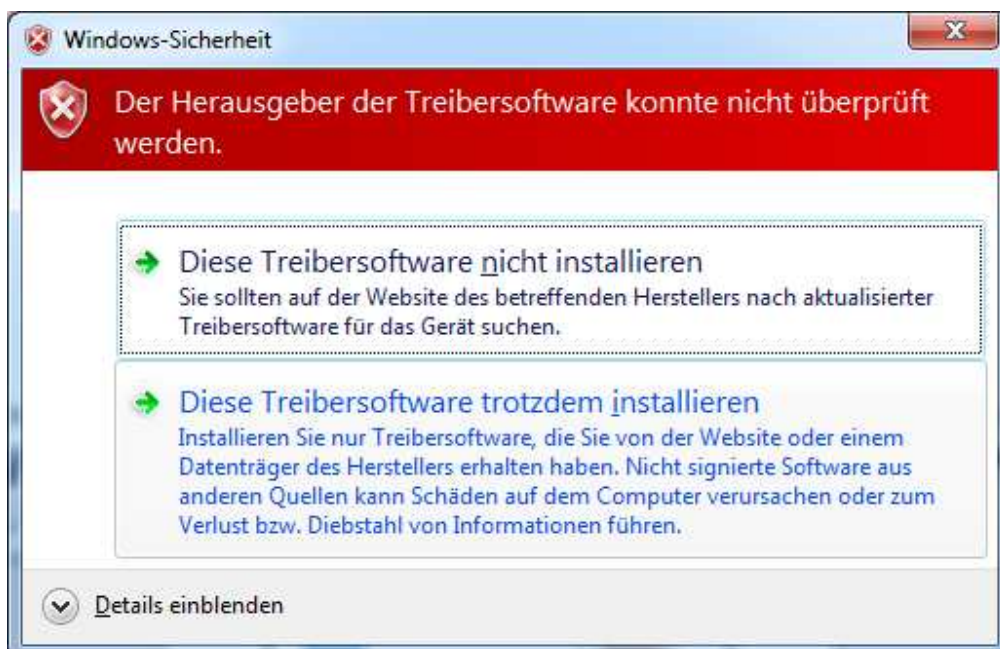 Windows-Sicherheit
Der Herausgeber der Treibersoftware konnte nicht überprüft
werden.
Diese Treibersoftware nicht installieren
Sie sollten auf der Website des betreffenden Herstellers nach aktualisierter
Treibersoftware für das Gerät suchen.
Diese Treibersoftware trotzdem installieren
Installieren Sie nur Treibersoftware, die Sie von der Website oder einem
Datenträger des Herstellers erhalten haben. Nicht signierte Software aus
anderen Quellen kann Schäden auf dem Computer verursachen oder zum
Verlust bzw. Diebstahl von Informationen führen.
Details einblenden